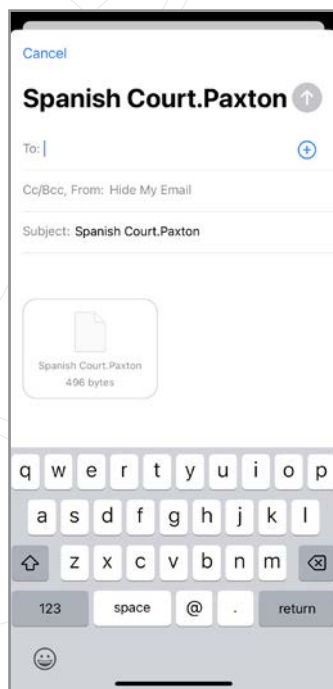 Cancel
Spanish Court.Paxton
To:
Cc/Bcc, From: Hide My Email
Subject: Spanish Court.Paxton
Spanish Court.Paxton
496 bytes
q w e r t y u i o p
a s d f g h j k l
z x c v b n m
123 space @ . return